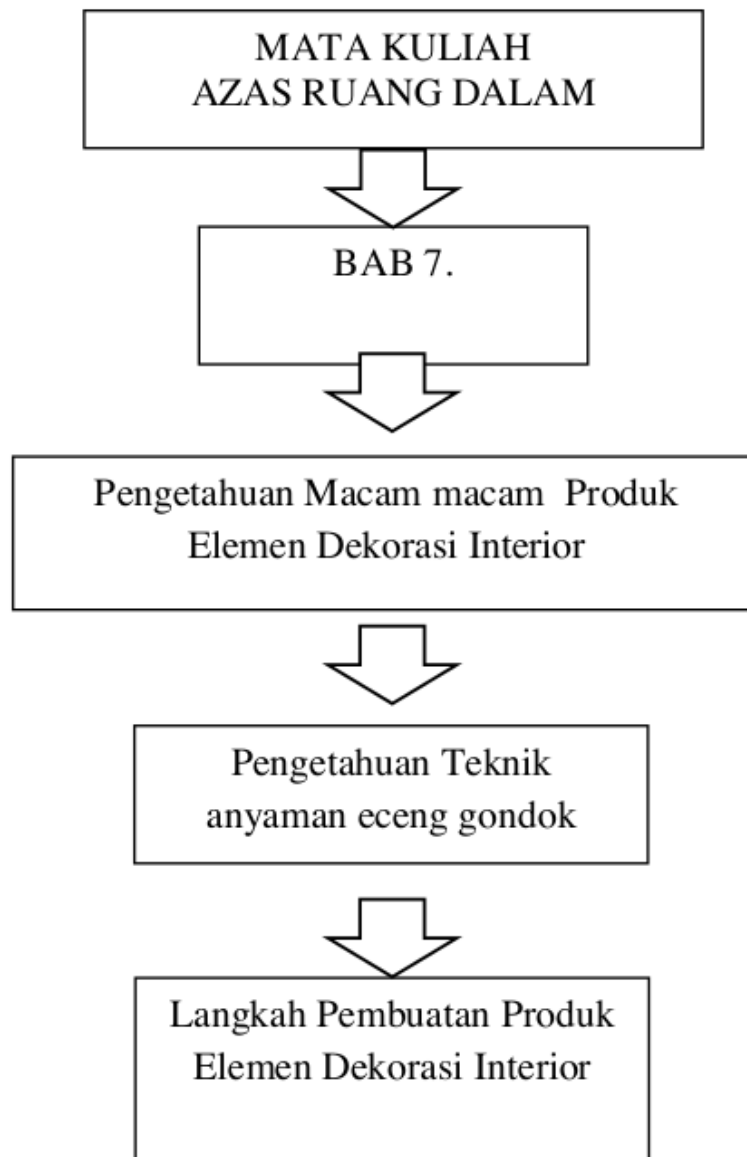 MATA KULIAH
AZAS RUANG DALAM
BAB 7.
Pengetahuan Macam macam  Produk
Elemen Dekorasi Interior
Pengetahuan Teknik
anyaman eceng gondok
Langkah Pembuatan Produk
Elemen Dekorasi Interior